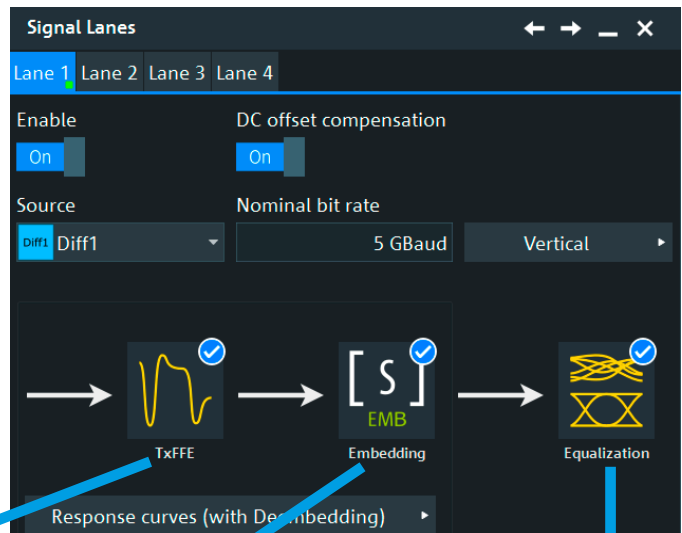 Signal Lanes
Lane 1 Lane 2 Lane 3 Lane 4
Enable DC offset compensation
On On
Source Nominal bit rate
Diff1 Diff1 5 GBaud Vertical
[S]
EMB
TxFFE Embedding Equalization
Response curves (with Deembedding)